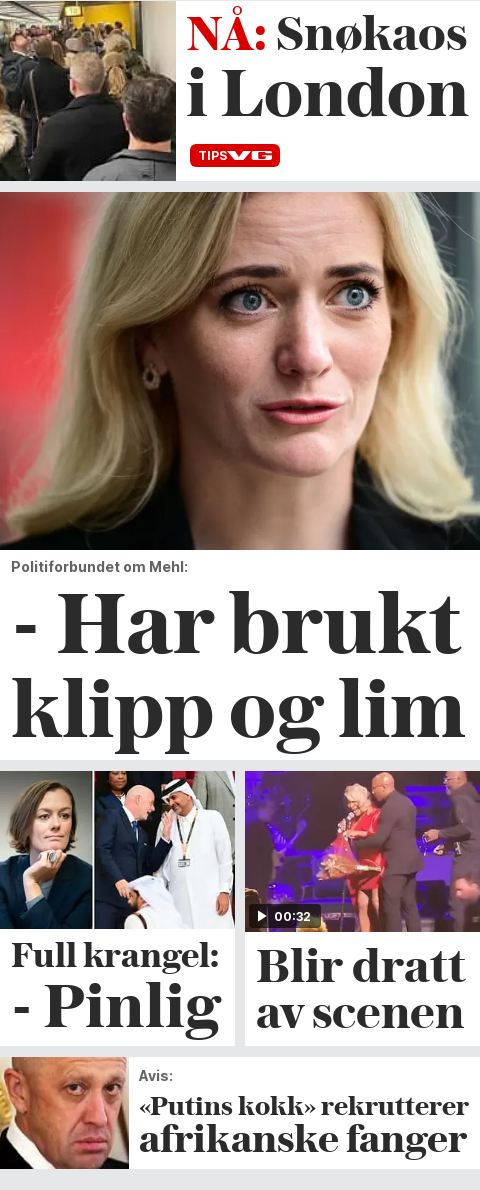 NÅ: Snøkaos
i London
TIPS VG
Politiforbundet om Mehl:
- Har brukt
klipp og lim
00:32
Full krangel:
- Pinlig
Blir dratt
av scenen
Avis:
«Putins kokk» rekrutterer
afrikanske fanger